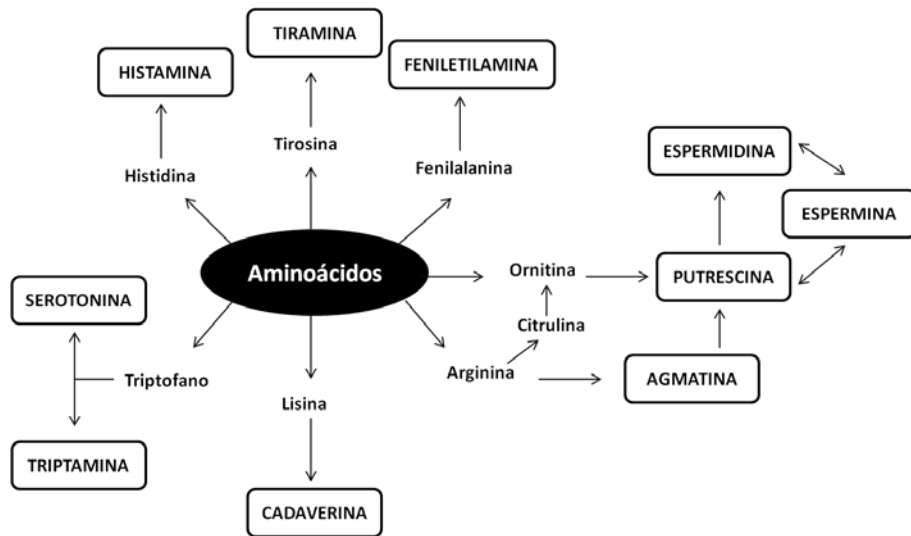 TIRAMINA
HISTAMINA
FENILETILAMINA
Tirosina
Histidina
Fenilalanina
ESPERMIDINA
ESPERMINA
Aminoácidos
Ornitina
PUTRESCINA
SEROTONINA
Citrulina
Triptofano
Arginina
AGMATINA
Lisina
TRIPTAMINA
CADAVERINA